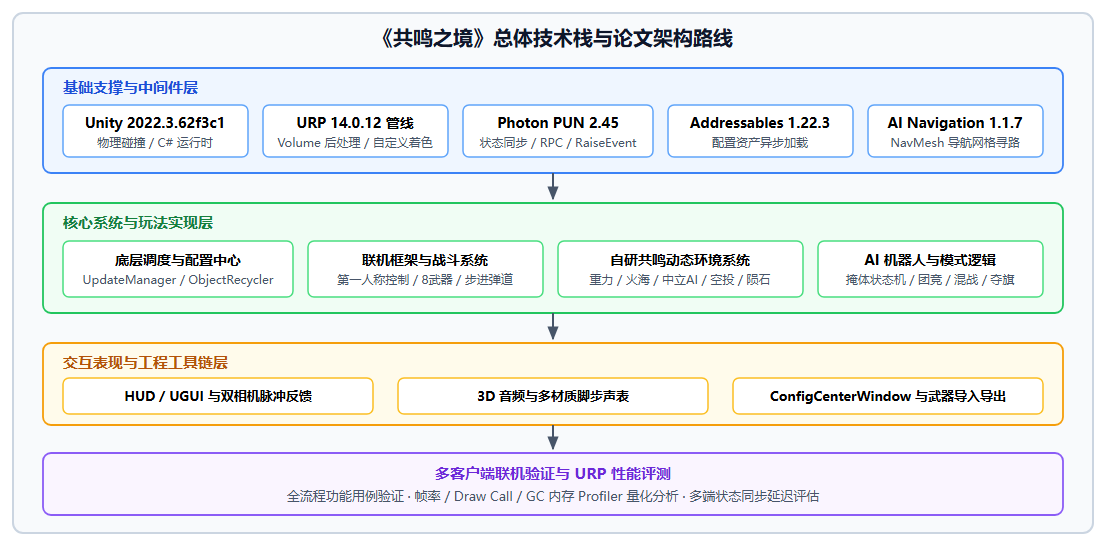 《共鸣之境》总体技术栈与论文架构路线
基础支撑与中间件层
Unity 2022.3.62f3c1
物理碰撞 / C# 运行时
URP 14.0.12 管线
Volume 后处理 / 自定义着色
Photon PUN 2.45
状态同步 / RPC / RaiseEvent
Addressables 1.22.3
配置资产异步加载
AI Navigation 1.1.7
NavMesh 导航网格寻路
核心系统与玩法实现层
底层调度与配置中心
UpdateManager / ObjectRecycler
联机框架与战斗系统
第一人称控制 / 8武器 / 步进弹道
自研共鸣动态环境系统
重力 / 火海 / 中立AI / 空投 / 陨石
AI 机器人与模式逻辑
掩体状态机 / 团竞 / 混战 / 夺旗
交互表现与工程工具链层
HUD / UGUI 与双相机脉冲反馈
3D 音频与多材质脚步声表
ConfigCenterWindow 与武器导入导出
多客户端联机验证与 URP 性能评测
全流程功能用例验证 · 帧率 / Draw Call / GC 内存 Profiler 量化分析 · 多端状态同步延迟评估